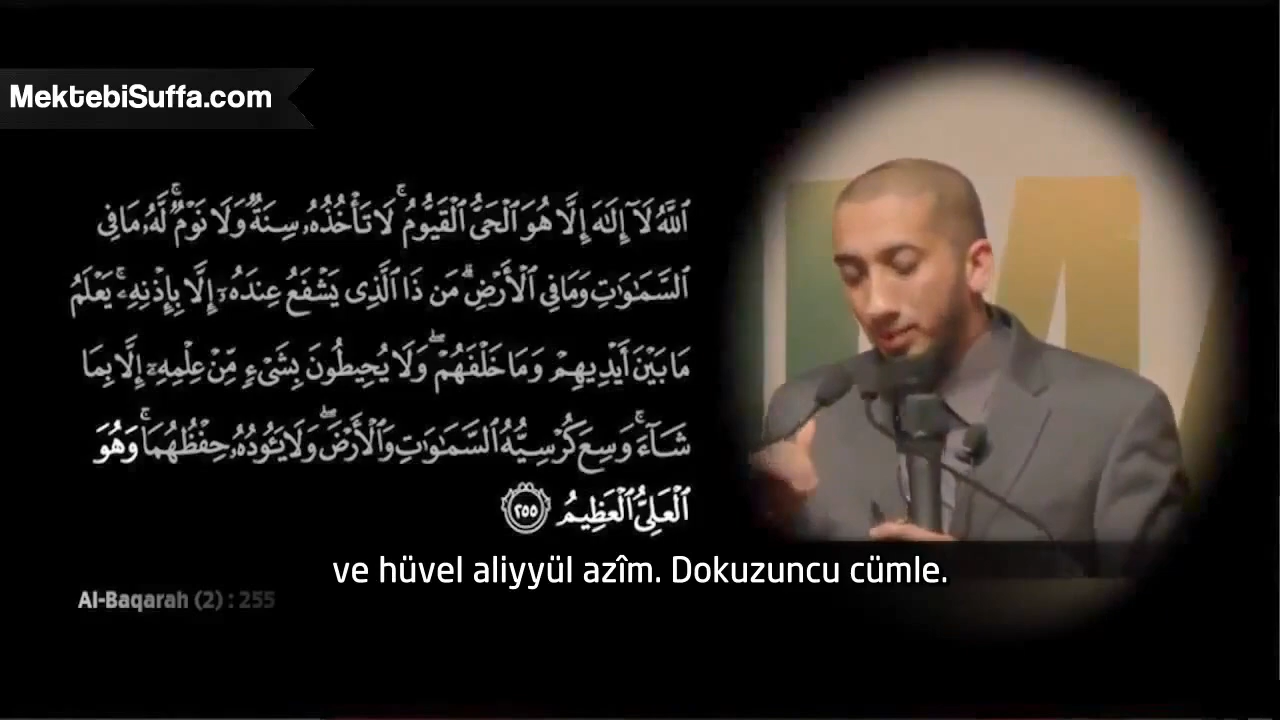 MektebiSuffa.com
ٱللَّهُ لَآ إِلَـٰهَ إِلَّا هُوَ ٱلْحَىُّ ٱلْقَيُّومُ ۚ لَا تَأْخُذُهُۥ سِنَةٌ وَلَا نَوْمٌ ۚ لَّهُۥ مَا فِى
ٱلسَّمَـٰوَٰتِ وَمَا فِى ٱلْأَرْضِ ۗ مَن ذَا ٱلَّذِى يَشْفَعُ عِندَهُۥٓ إِلَّا بِإِذْنِهِۦ ۚ يَعْلَمُ
مَا بَيْنَ أَيْدِيهِمْ وَمَا خَلْفَهُمْ ۖ وَلَا يُحِيطُونَ بِشَىْءٍ مِّنْ عِلْمِهِۦٓ إِلَّا بِمَا
شَآءَ ۚ وَسِعَ كُرْسِيُّهُ ٱلسَّمَـٰوَٰتِ وَٱلْأَرْضَ ۖ وَلَا يَـُٔودُهُۥ حِفْظُهُمَا ۚ وَهُوَ
ٱلْعَلِىُّ ٱلْعَظِيمُ ٢٥٥
ve hüvel aliyyül azîm. Dokuzuncu cümle.
Al-Baqarah (2) : 255